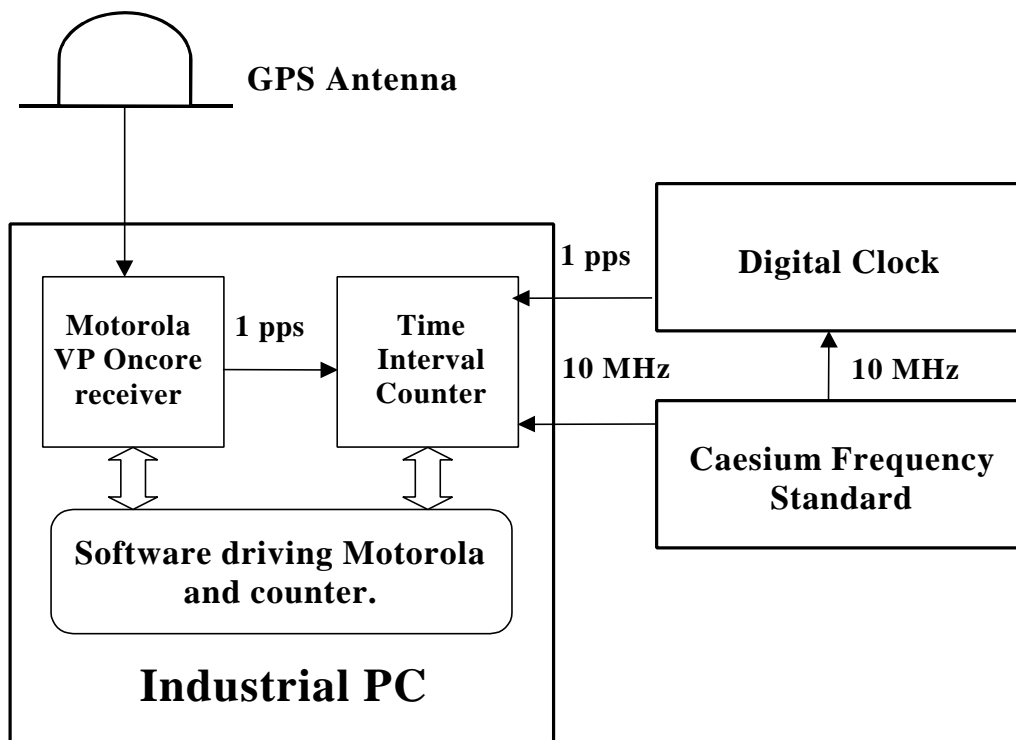 GPS Antenna
1 pps
Digital Clock
Motorola
VP Oncore
receiver
1 pps
Time
Interval
Counter
10 MHz
10 MHz
Caesium Frequency
Standard
Software driving Motorola
and counter.
Industrial PC